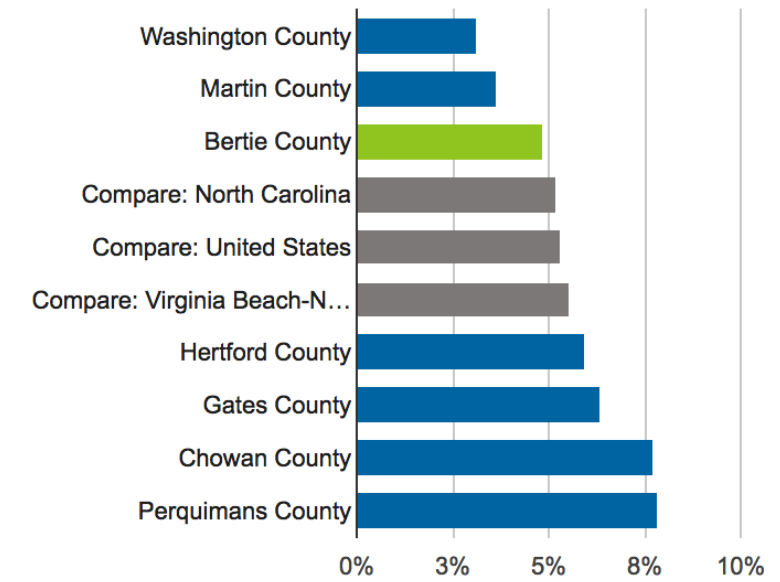 Washington County
Martin County
Bertie County
Compare: North Carolina
Compare: United States
Compare: Virginia Beach-N…
Hertford County
Gates County
Chowan County
Perquimans County
0% 3% 5% 8% 10%